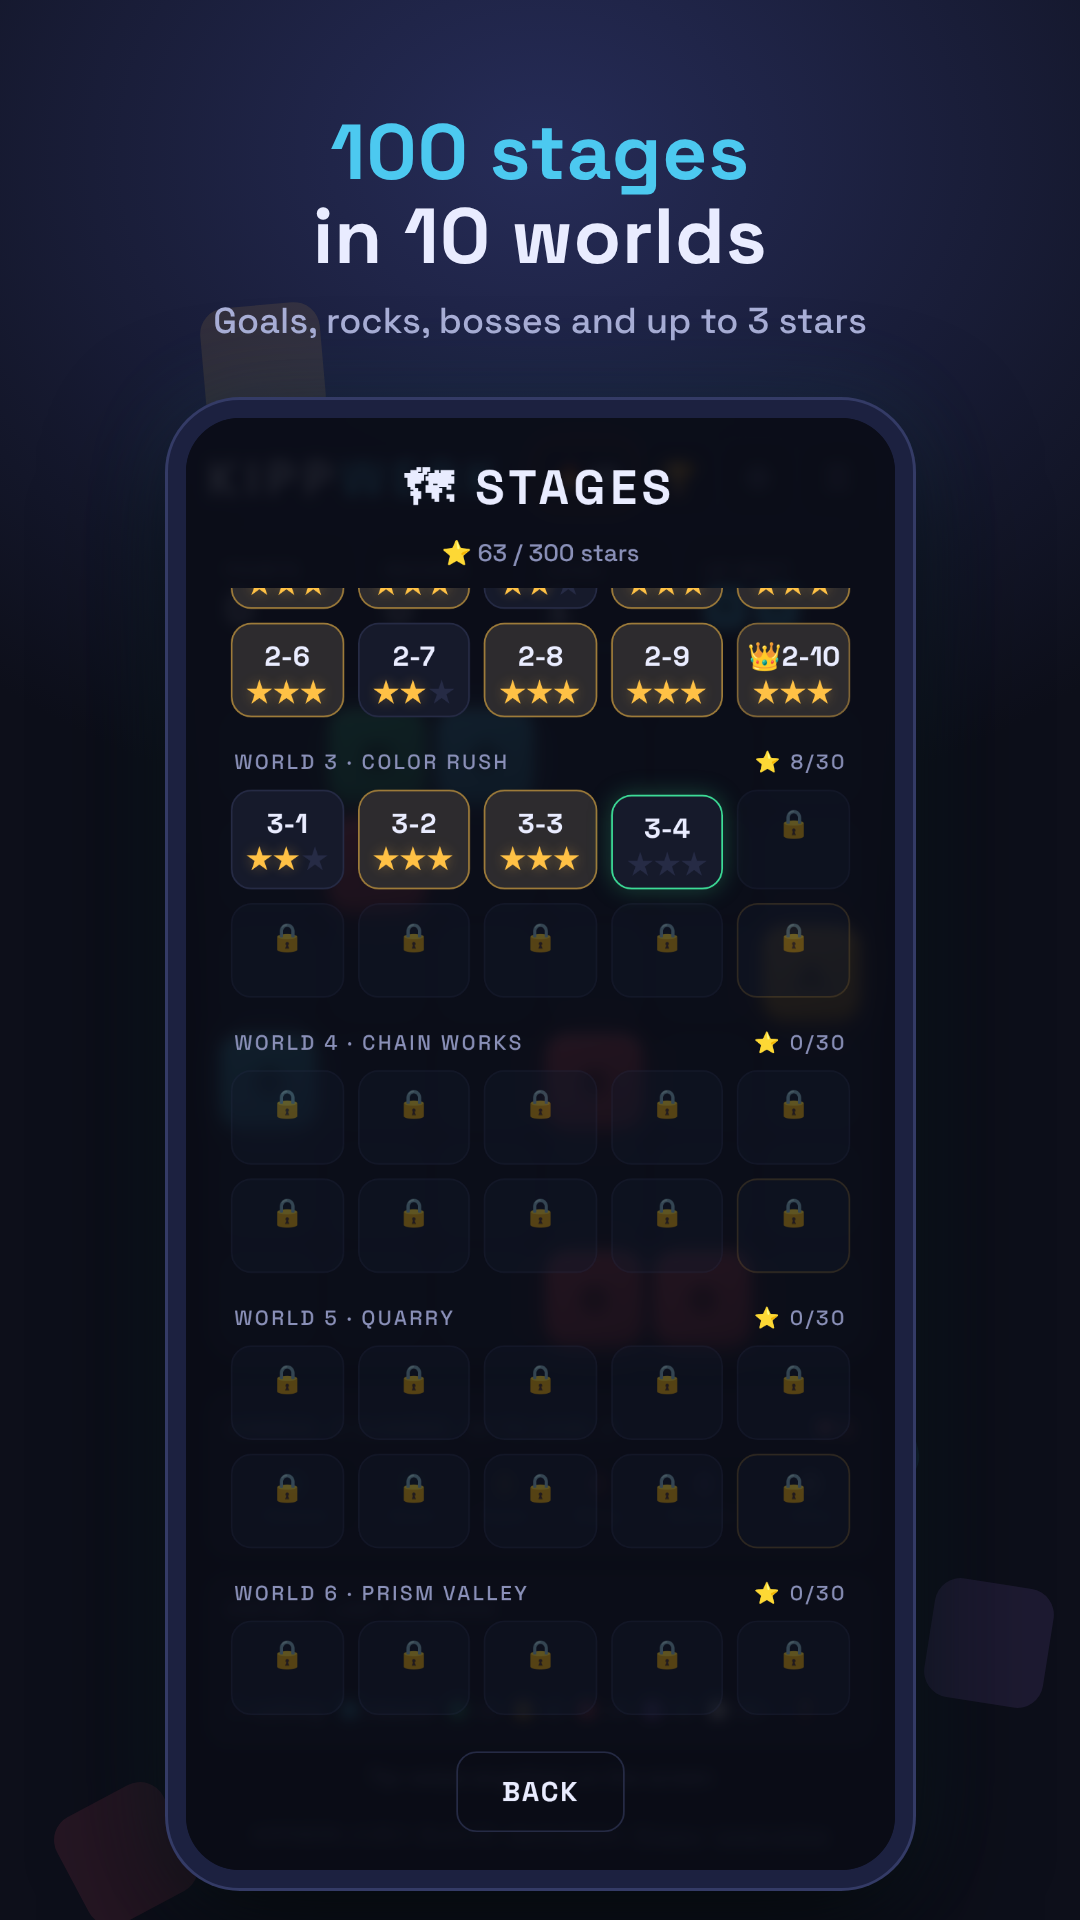 100 stages
in 10 worlds
Goals, rocks, bosses and up to 3 stars
STAGES
63 / 300 stars
2-6 2-7 2-8 2-9 2-10
WORLD 3 · COLOR RUSH 8/30
3-1 3-2 3-3 3-4
WORLD 4 · CHAIN WORKS 0/30
WORLD 5 · QUARRY 0/30
WORLD 6 · PRISM VALLEY 0/30
BACK